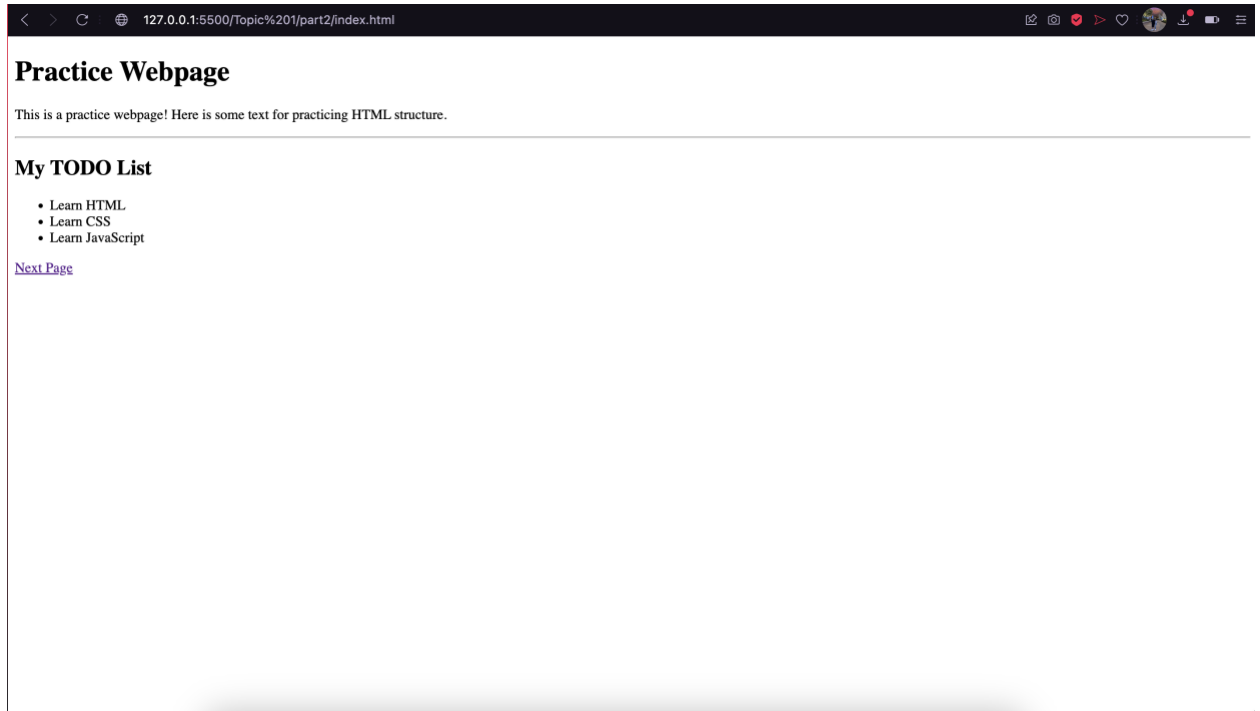 127.0.0.1:5500/Topic%201/part2/index.html
Practice Webpage
This is a practice webpage! Here is some text for practicing HTML structure.
My TODO List
• Learn HTML
• Learn CSS
• Learn JavaScript
Next Page